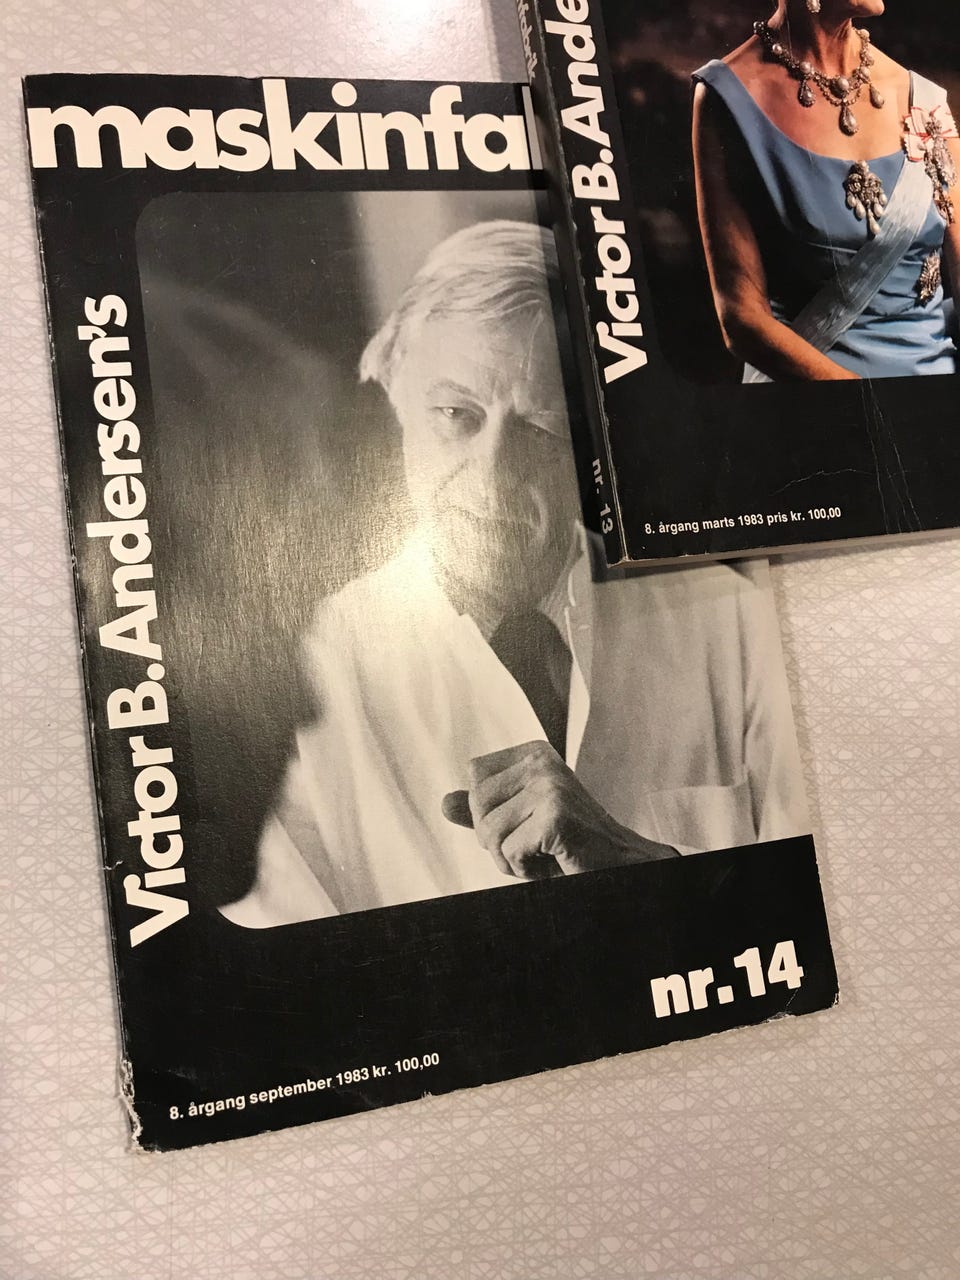 maskinfa
Victor B. Andersen's
nr. 14
8. årgang september 1983 kr. 100,00
Victor B. Ande
nr. 13
8. årgang marts 1983 pris kr. 100,00